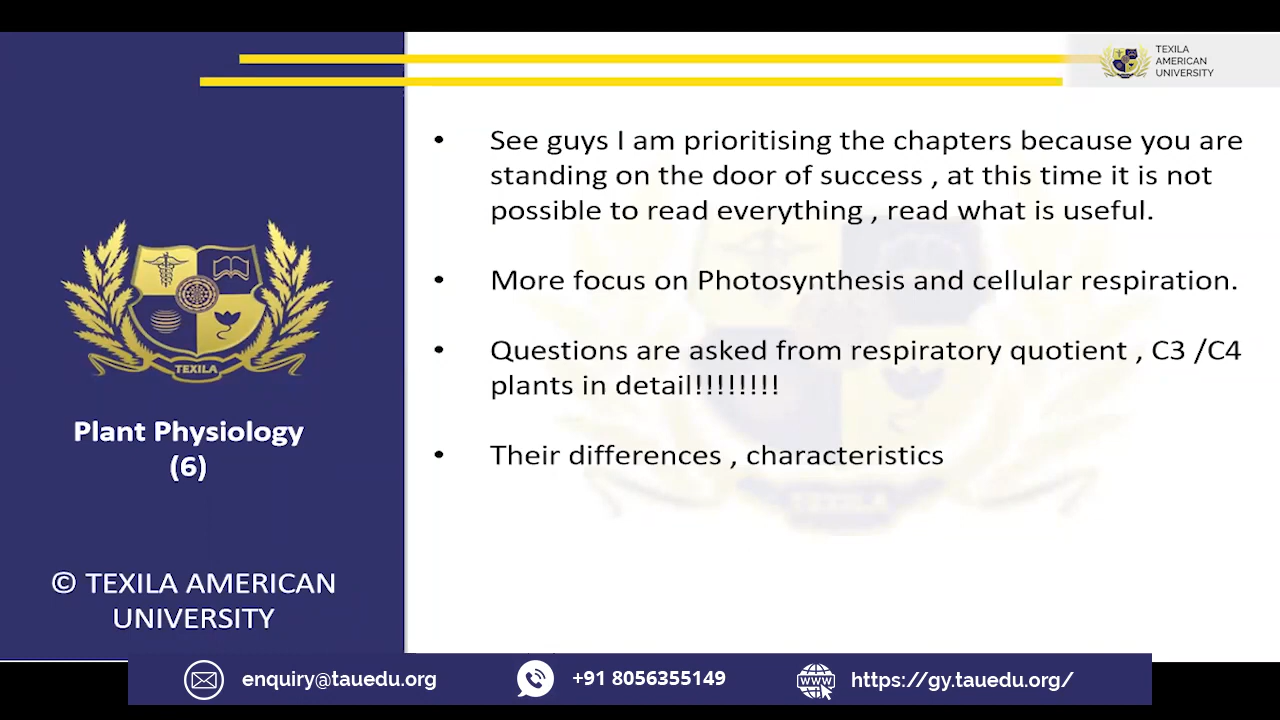 TEXILA
AMERICAN
UNIVERSITY
• See guys I am prioritising the chapters because you are
standing on the door of success , at this time it is not
possible to read everything , read what is useful.
• More focus on Photosynthesis and cellular respiration.
• Questions are asked from respiratory quotient , C3 /C4
plants in detail!!!!!!!!
• Their differences , characteristics
TEXILA
Plant Physiology
(6)
© TEXILA AMERICAN
UNIVERSITY
enquiry@tauedu.org
+91 8056355149
WWW
https://gy.tauedu.org/